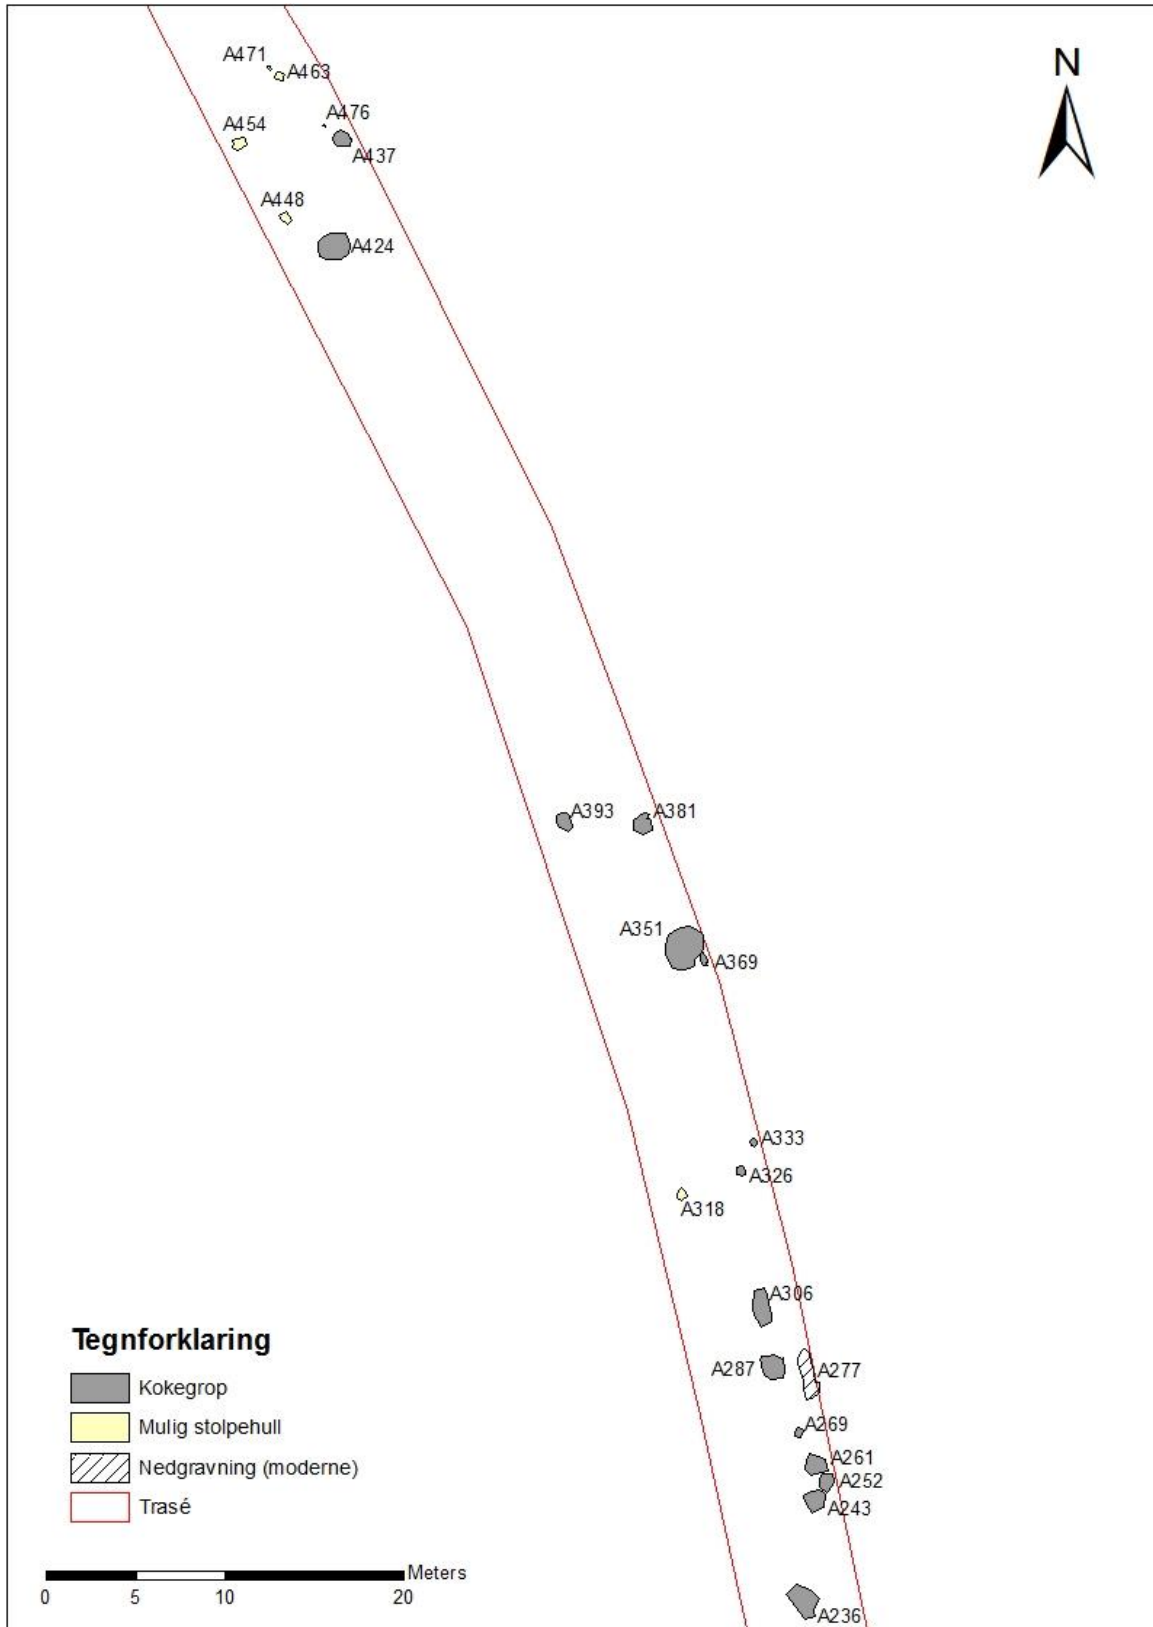 N
A471
A463
A476
A454
A437
A448
A424
A393
A381
A351
A369
A333
A326
A318
A306
A287
A277
A269
A261
A252
A243
A236
Tegnforklaring
Kokegrop
Mulig stolpehull
Nedgravning (moderne)
Trasé
Meters
0 5 10 20